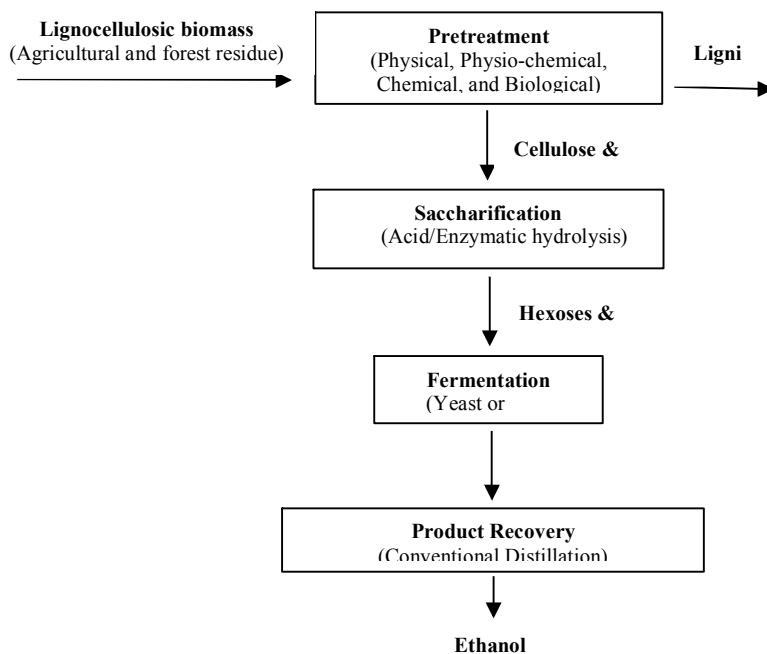 Lignocellulosic biomass
(Agricultural and forest residue)
Pretreatment
(Physical, Physio-chemical,
Chemical, and Biological)
Ligni
Cellulose &
Saccharification
(Acid/Enzymatic hydrolysis)
Hexoses &
Fermentation
(Yeast or
Product Recovery
(Conventional Distillation)
Ethanol